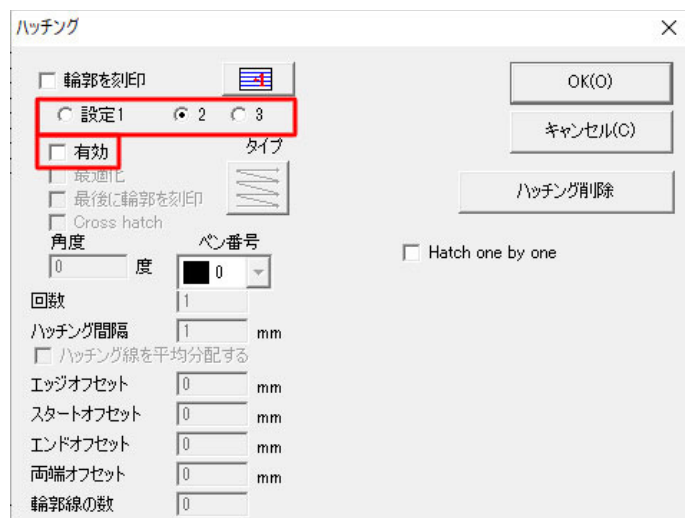 ハッチング
輪郭を刻印
OK(O)
設定1 2 3
キャンセル(C)
有効 タイプ
最適化
ハッチング削除
最後に輪郭を刻印
Cross hatch
角度 ペン番号
Hatch one by one
0 度 0
回数 1
ハッチング間隔 1 mm
ハッチング線を平均分配する
エッジオフセット 0 mm
スタートオフセット 0 mm
エンドオフセット 0 mm
両端オフセット 0 mm
輪郭線の数 0